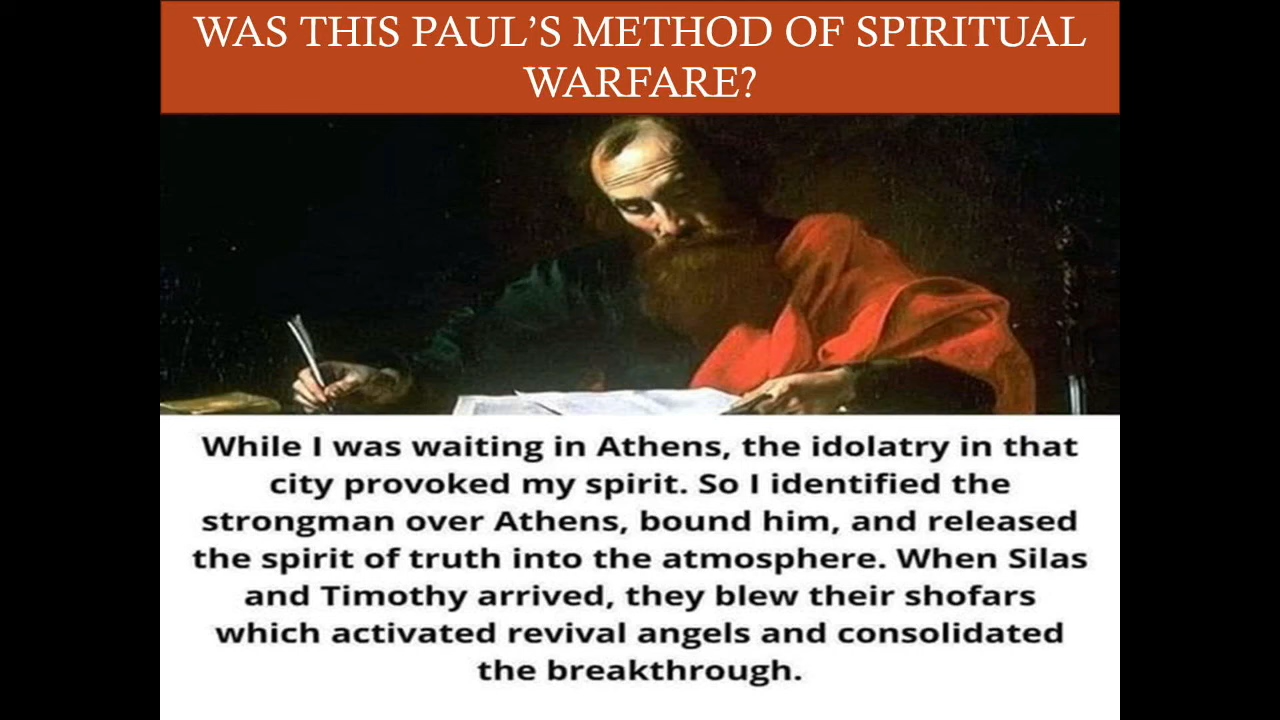 WAS THIS PAUL’S METHOD OF SPIRITUAL
WARFARE?
While I was waiting in Athens, the idolatry in that
city provoked my spirit. So I identified the
strongman over Athens, bound him, and released
the spirit of truth into the atmosphere. When Silas
and Timothy arrived, they blew their shofars
which activated revival angels and consolidated
the breakthrough.